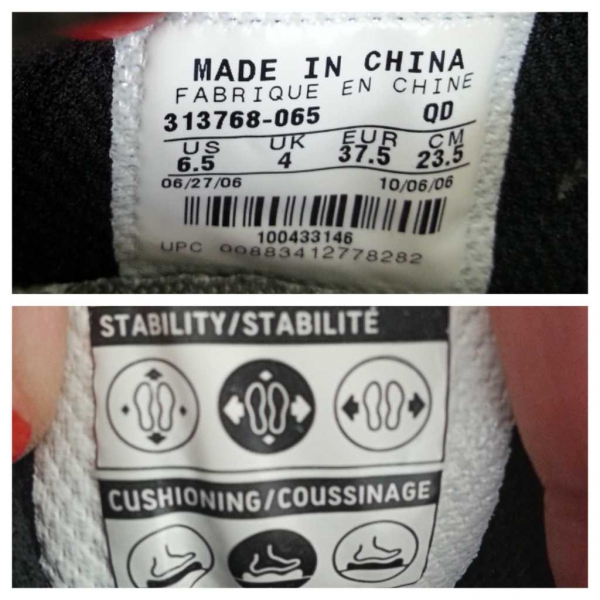 MADE IN CHINA
FABRIQUE EN CHINE
313768-065 QD
US UK EUR CM
6.5 4 37.5 23.5
06/27/06 10/06/06
100433146
UPC 00883412778282
STABILITY/STABILITÉ
CUSHIONING/COUSSINAGE